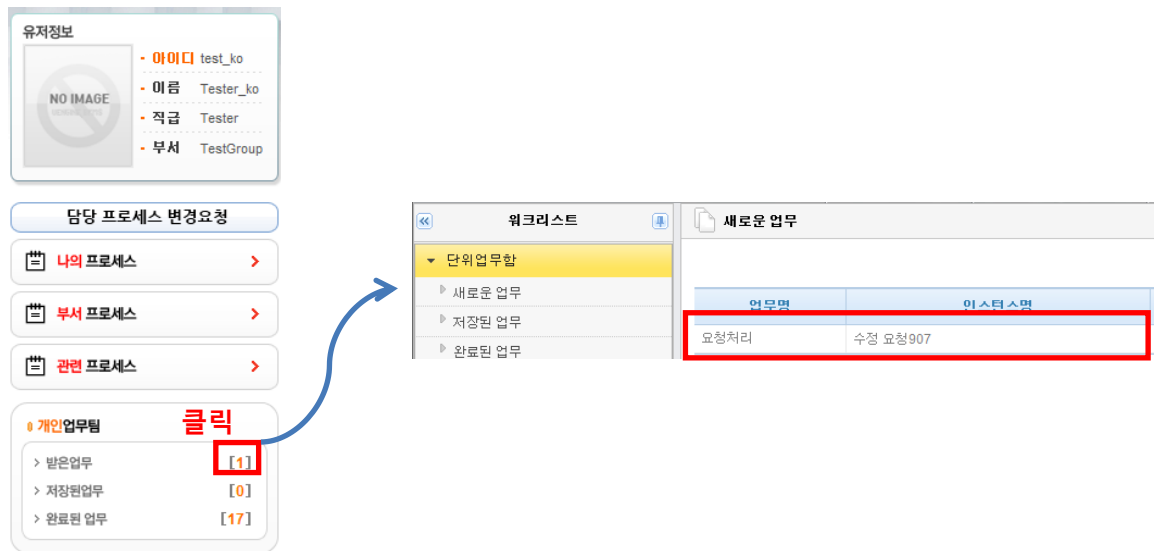 유저정보
NO IMAGE
- 아이디 test_ko
- 이름 Tester_ko
- 직급 Tester
- 부서 TestGroup
담당 프로세스 변경요청
나의 프로세스
부서 프로세스
관련 프로세스
개인업무팀
클릭
> 받은업무 [1]
> 저장된업무 [0]
> 완료된 업무 [17]
워크리스트
단위업무함
새로운 업무
저장된 업무
완료된 업무
새로운 업무
업무명 인스턴스명
요청처리 수정 요청907